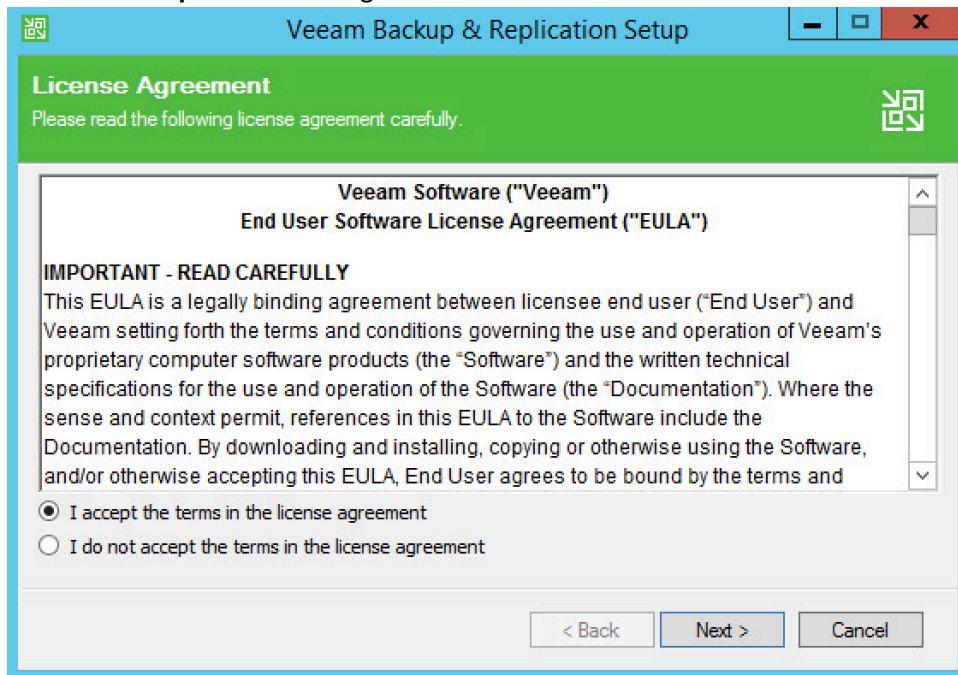 Veeam Backup & Replication Setup
License Agreement
Please read the following license agreement carefully.
Veeam Software ("Veeam")
End User Software License Agreement ("EULA")
IMPORTANT - READ CAREFULLY
This EULA is a legally binding agreement between licensee end user (“End User”) and
Veeam setting forth the terms and conditions governing the use and operation of Veeam’s
proprietary computer software products (the “Software”) and the written technical
specifications for the use and operation of the Software (the “Documentation”). Where the
sense and context permit, references in this EULA to the Software include the
Documentation. By downloading and installing, copying or otherwise using the Software,
and/or otherwise accepting this EULA, End User agrees to be bound by the terms and
I accept the terms in the license agreement
I do not accept the terms in the license agreement
< Back Next > Cancel